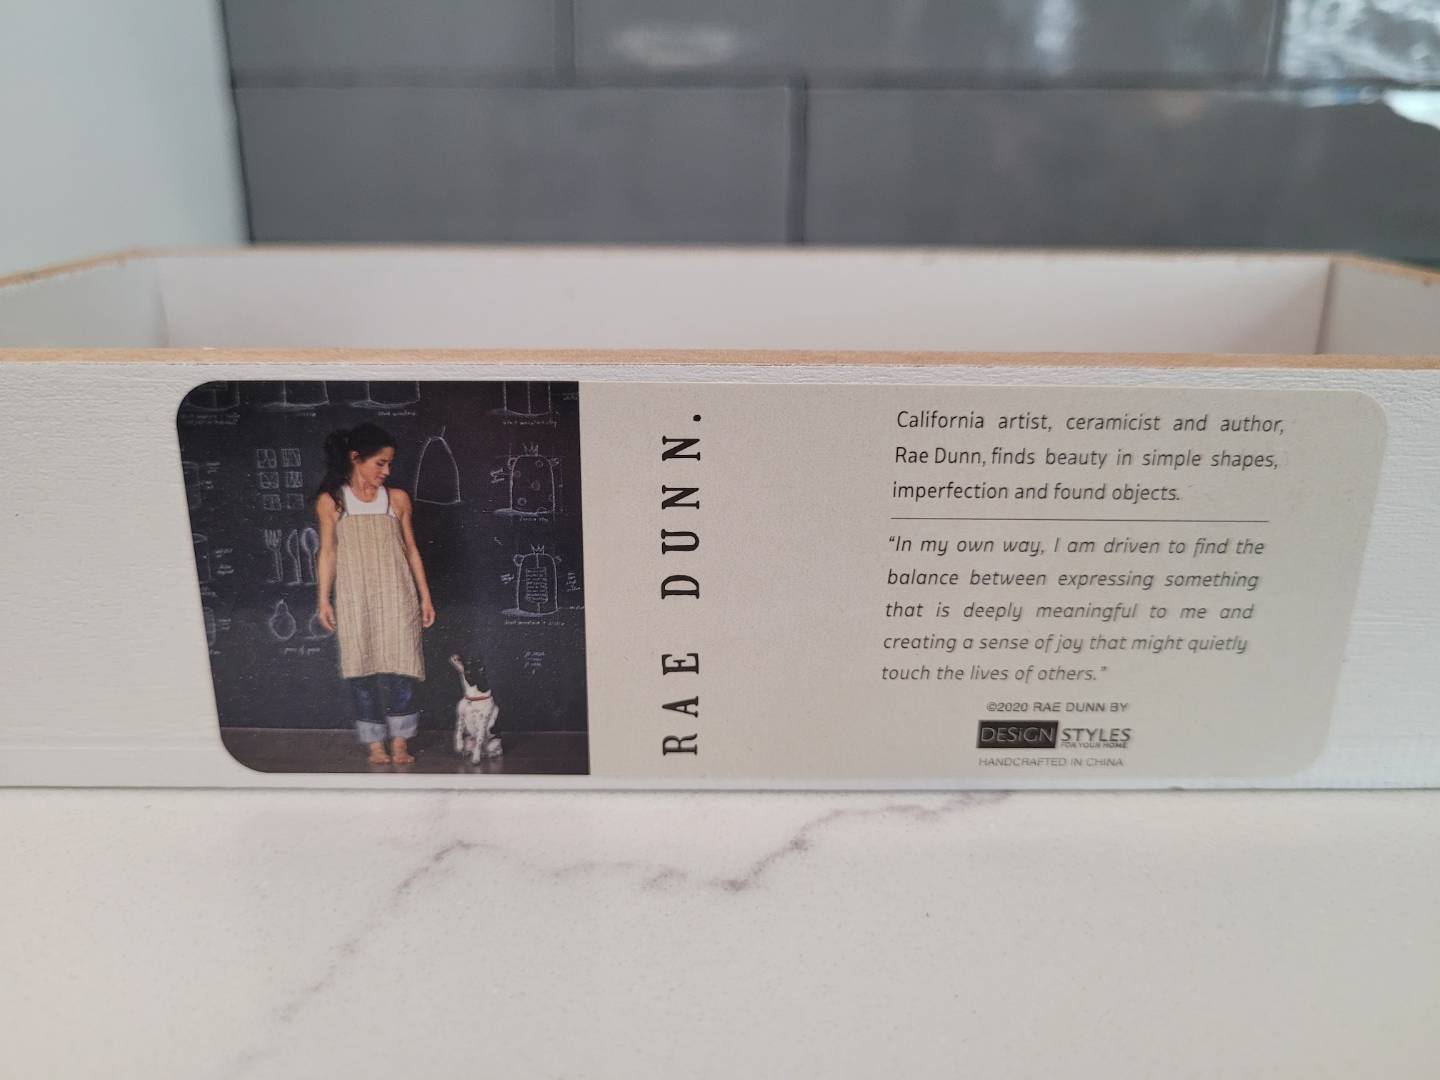 RAE DUNN.
California artist, ceramicist and author,
Rae Dunn, finds beauty in simple shapes,
imperfection and found objects.
“In my own way, I am driven to find the
balance between expressing something
that is deeply meaningful to me and
creating a sense of joy that might quietly
touch the lives of others.”
©2020 RAE DUNN BY
DESIGN STYLES
FOR YOUR HOME
HANDCRAFTED IN CHINA